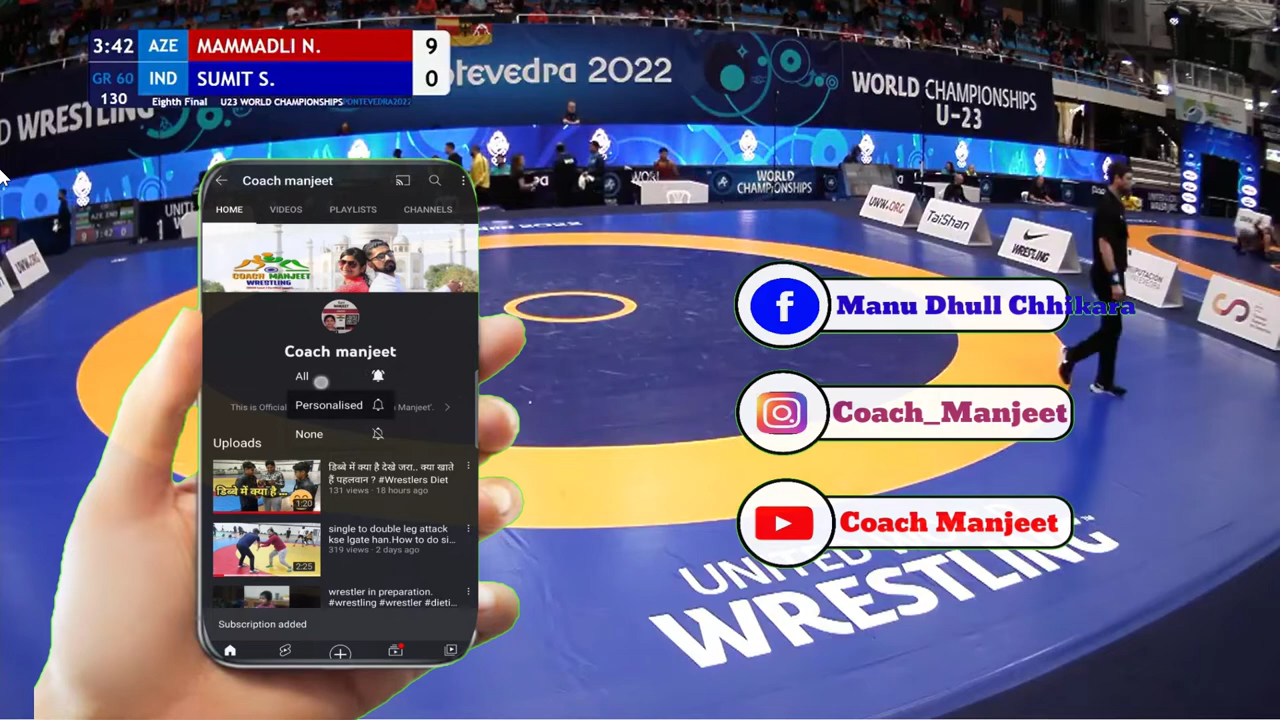 3:42 AZE MAMMADLI N. 9
GR 60 IND SUMIT S. 0
130 Eighth Final U23 WORLD CHAMPIONSHIPS PONTEVEDRA2022
ntevedra 2022
WORLD CHAMPIONSHIPS
U-23
D WRESTLING
WORLD
CHAMPIONSHIPS
UWW.ORG
TaiShan
WRESTLING
UWW.ORG
Coach manjeet
HOME VIDEOS PLAYLISTS CHANNELS
COACH MANJEET
WRESTLING
Coach manjeet
All
This is Official
Personalised
Manjeet'.
None
Uploads
डिब्बे में क्या है देखे जरा.. क्या खाते
हैं पहलवान ? #Wrestlers Diet
131 views · 18 hours ago
डिब्बे में क्या है ...
1:20
single to double leg attack
kse lgate han.How to do si...
319 views · 2 days ago
2:25
wrestler in preparation.
#wrestling #wrestler #dieti...
Subscription added
Manu Dhull Chhikara
Coach_Manjeet
Coach Manjeet
UNITED WORLD
WRESTLING